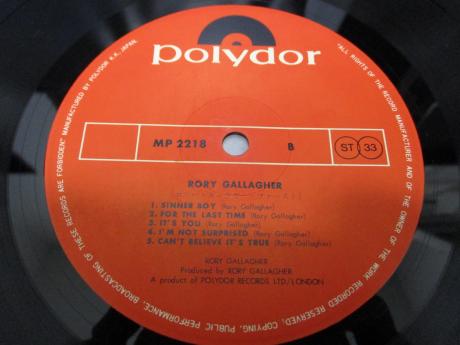 polydor
MP 2218 B ST 33
RORY GALLAGHER
1. SINNER BOY (Rory Gallagher)
2. FOR THE LAST TIME (Rory Gallagher)
3. IT'S YOU (Rory Gallagher)
4. I'M NOT SURPRISED (Rory Gallagher)
5. CAN'T BELIEVE IT'S TRUE (Rory Gallagher)
RORY GALLAGHER
Produced by RORY GALLAGHER
A product of POLYDOR RECORDS LTD/LONDON
"ALL RIGHTS OF THE RECORD MANUFACTURER AND OF THE OWNER OF THE WORK RECORDED RESERVED, COPYING, PUBLIC PERFORMANCE, BROADCASTING OF THESE RECORDS ARE FORBIDDEN" MANUFACTURED BY POLYDOR K.K., JAPAN.